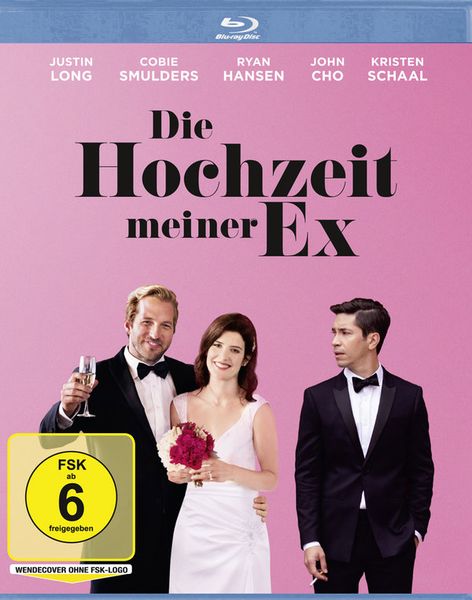 Blu-ray Disc
JUSTIN LONG
COBIE SMULDERS
RYAN HANSEN
JOHN CHO
KRISTEN SCHAAL
Die
Hochzeit
meiner Ex
FSK
ab
6
freigegeben
WENDECOVER OHNE FSK-LOGO